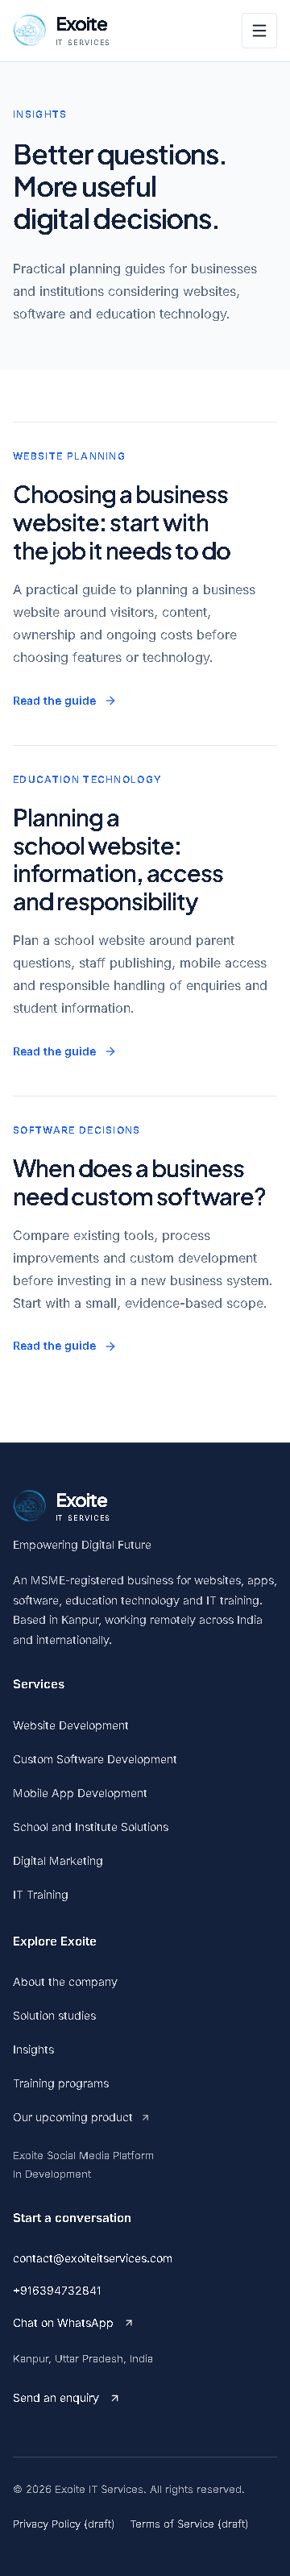 Exoite
IT SERVICES
INSIGHTS
Better questions.
More useful
digital decisions.
Practical planning guides for businesses
and institutions considering websites,
software and education technology.
WEBSITE PLANNING
Choosing a business
website: start with
the job it needs to do
A practical guide to planning a business
website around visitors, content,
ownership and ongoing costs before
choosing features or technology.
Read the guide →
EDUCATION TECHNOLOGY
Planning a
school website:
information, access
and responsibility
Plan a school website around parent
questions, staff publishing, mobile access
and responsible handling of enquiries and
student information.
Read the guide →
SOFTWARE DECISIONS
When does a business
need custom software?
Compare existing tools, process
improvements and custom development
before investing in a new business system.
Start with a small, evidence-based scope.
Read the guide →
Exoite
IT SERVICES
Empowering Digital Future
An MSME-registered business for websites, apps,
software, education technology and IT training.
Based in Kanpur, working remotely across India
and internationally.
Services
Website Development
Custom Software Development
Mobile App Development
School and Institute Solutions
Digital Marketing
IT Training
Explore Exoite
About the company
Solution studies
Insights
Training programs
Our upcoming product ↗
Exoite Social Media Platform
In Development
Start a conversation
contact@exoiteitservices.com
+916394732841
Chat on WhatsApp ↗
Kanpur, Uttar Pradesh, India
Send an enquiry ↗
© 2026 Exoite IT Services. All rights reserved.
Privacy Policy (draft) Terms of Service (draft)